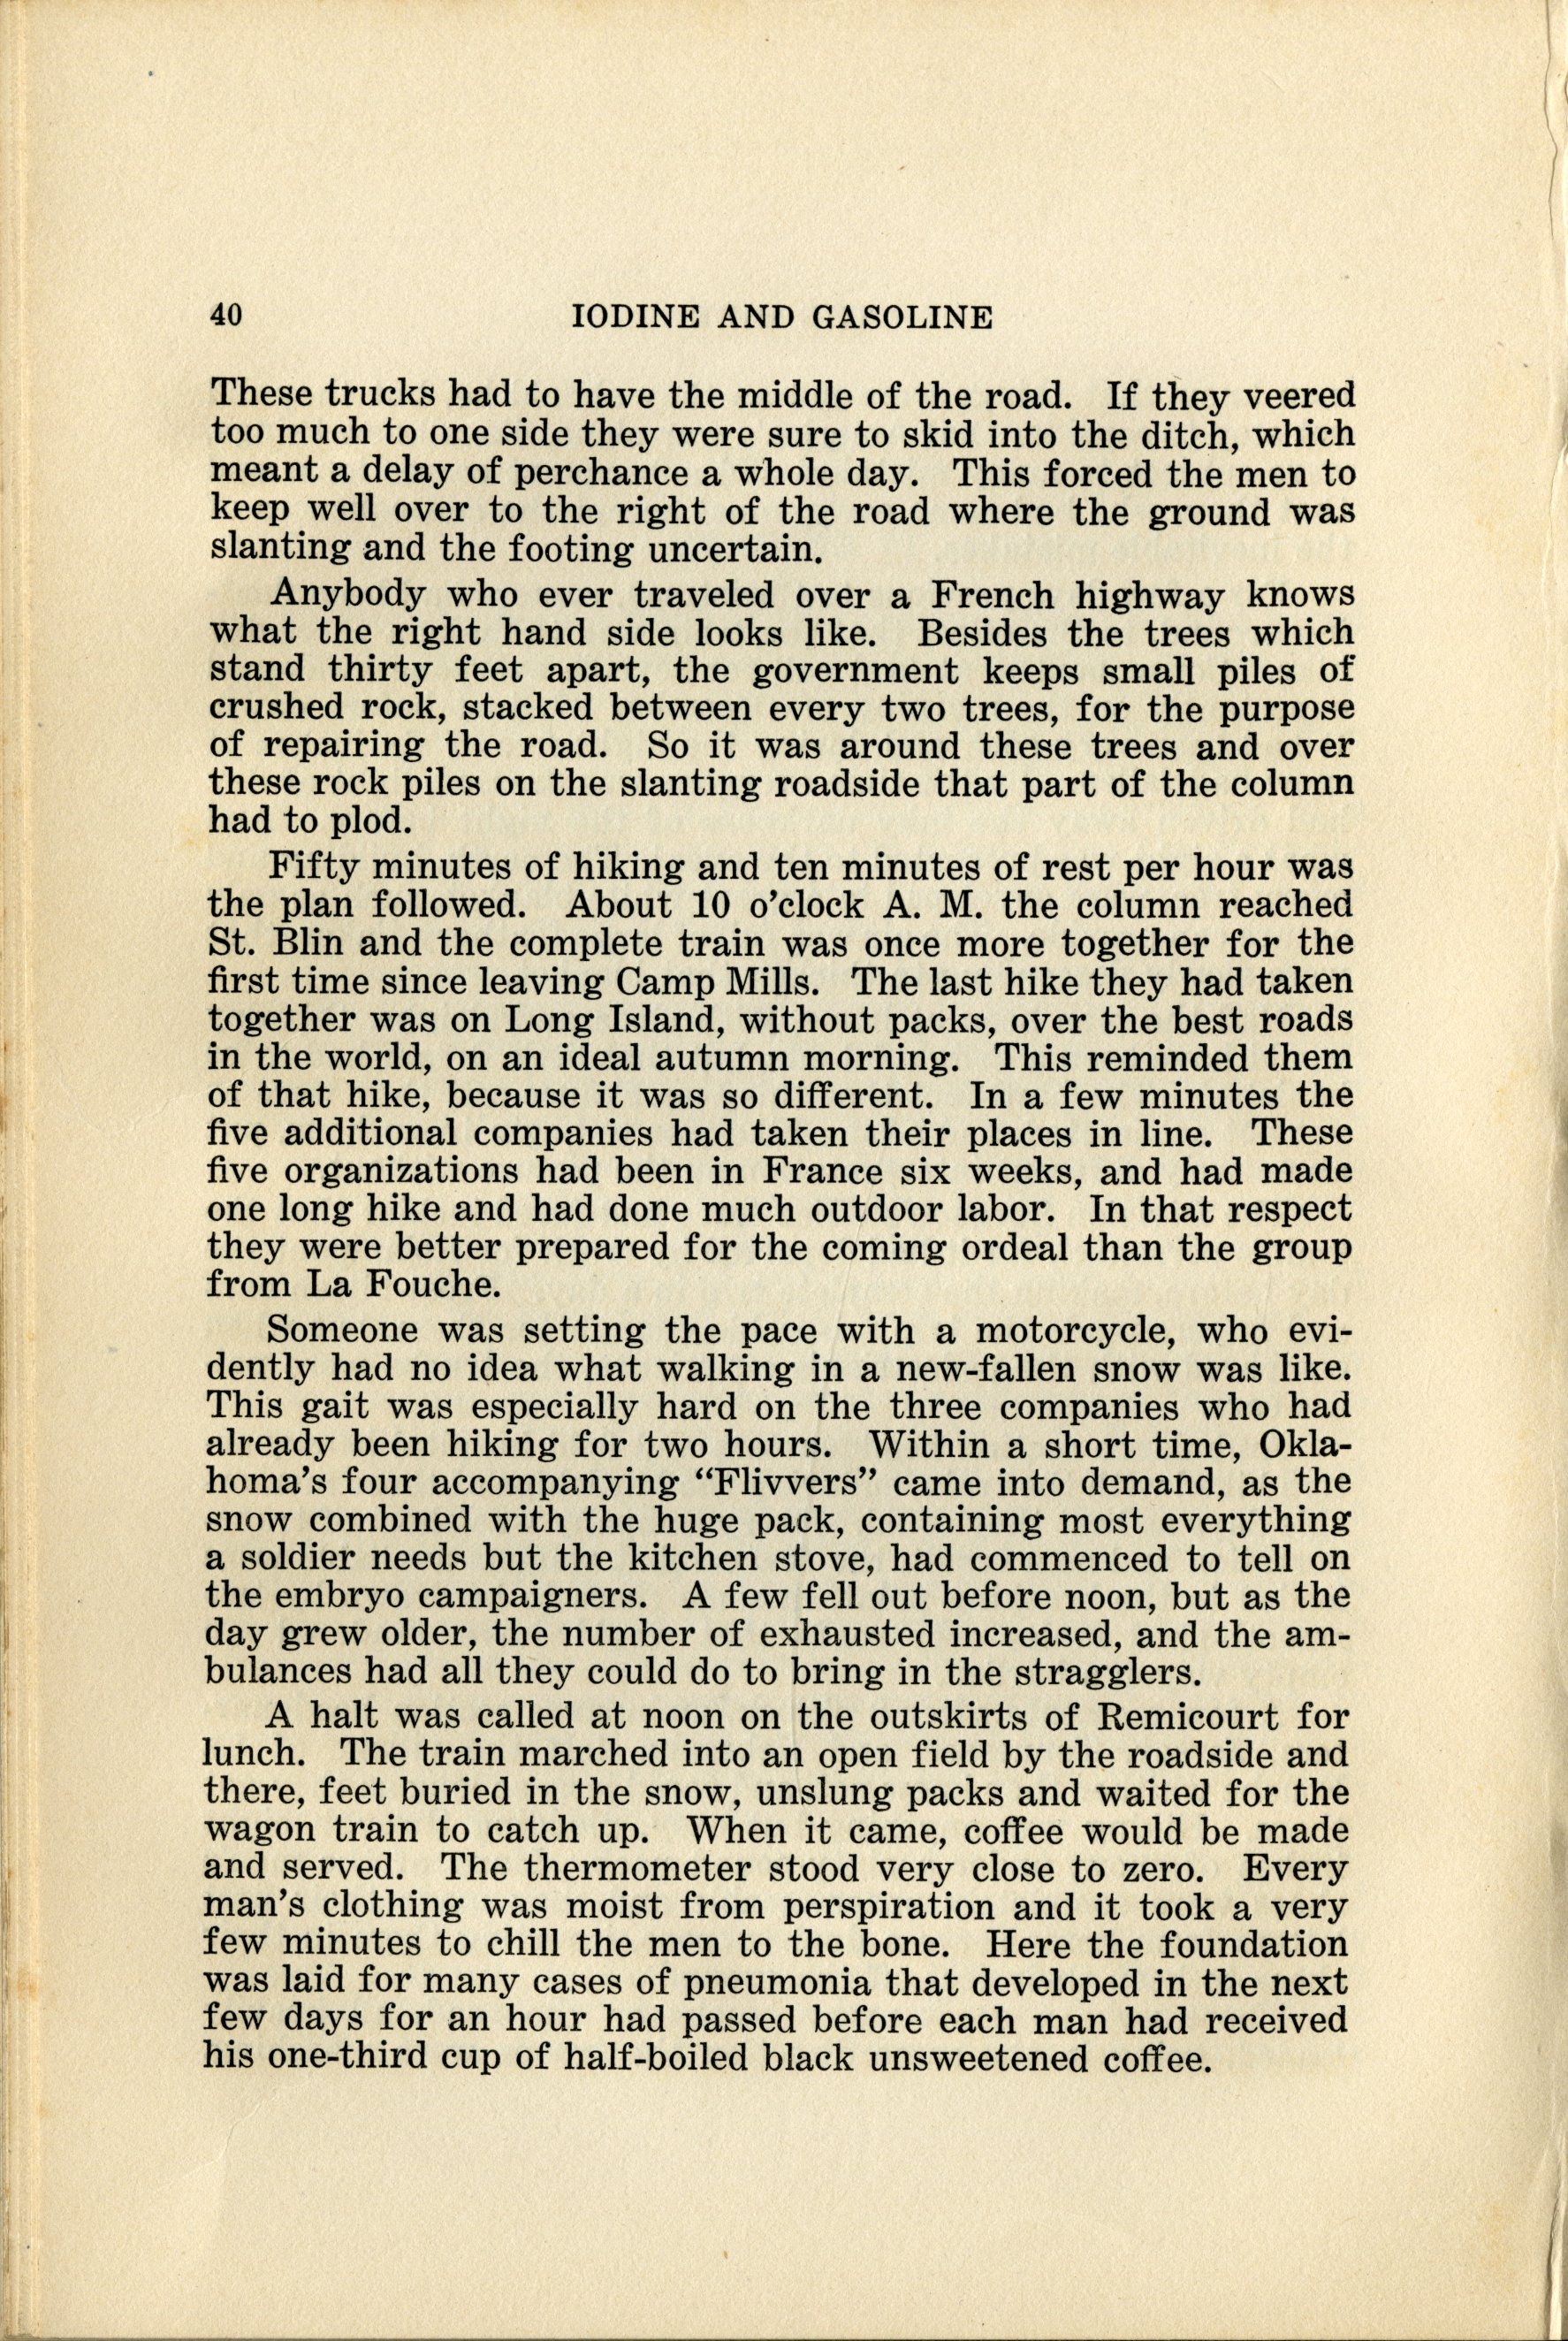 40 IODINE AND GASOLINE
These trucks had to have the middle of the road. If they veered
too much to one side they were sure to skid into the ditch, which
meant a delay of perchance a whole day. This forced the men to
keep well over to the right of the road where the ground was
slanting and the footing uncertain.
Anybody who ever traveled over a French highway knows
what the right hand side looks like. Besides the trees which
stand thirty feet apart, the government keeps small piles of
crushed rock, stacked between every two trees, for the purpose
of repairing the road. So it was around these trees and over
these rock piles on the slanting roadside that part of the column
had to plod.
Fifty minutes of hiking and ten minutes of rest per hour was
the plan followed. About 10 o’clock A. M. the column reached
St. Blin and the complete train was once more together for the
first time since leaving Camp Mills. The last hike they had taken
together was on Long Island, without packs, over the best roads
in the world, on an ideal autumn morning. This reminded them
of that hike, because it was so different. In a few minutes the
five additional companies had taken their places in line. These
five organizations had been in France six weeks, and had made
one long hike and had done much outdoor labor. In that respect
they were better prepared for the coming ordeal than the group
from La Fouche.
Someone was setting the pace with a motorcycle, who evi-
dently had no idea what walking in a new-fallen snow was like.
This gait was especially hard on the three companies who had
already been hiking for two hours. Within a short time, Okla-
homa’s four accompanying “Flivvers” came into demand, as the
snow combined with the huge pack, containing most everything
a soldier needs but the kitchen stove, had commenced to tell on
the embryo campaigners. A few fell out before noon, but as the
day grew older, the number of exhausted increased, and the am-
bulances had all they could do to bring in the stragglers.
A halt was called at noon on the outskirts of Remicourt for
lunch. The train marched into an open field by the roadside and
there, feet buried in the snow, unslung packs and waited for the
wagon train to catch up. When it came, coffee would be made
and served. The thermometer stood very close to zero. Every
man’s clothing was moist from perspiration and it took a very
few minutes to chill the men to the bone. Here the foundation
was laid for many cases of pneumonia that developed in the next
few days for an hour had passed before each man had received
his one-third cup of half-boiled black unsweetened coffee.